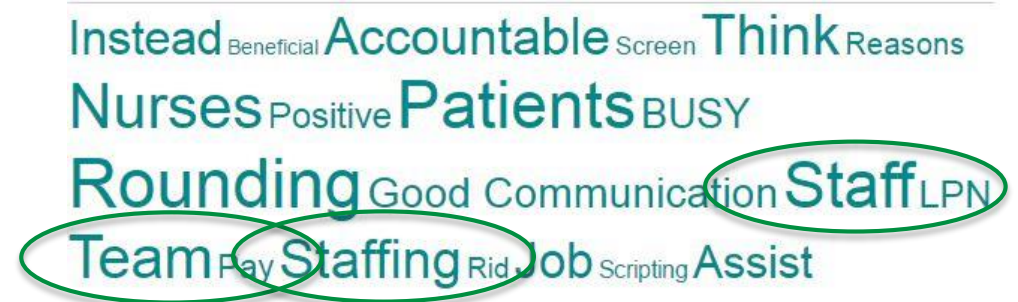 Instead Beneficial Accountable Screen Think Reasons
Nurses Positive Patients BUSY
Rounding Good Communication Staff LPN
Team Pay Staffing Rid Job Scripting Assist